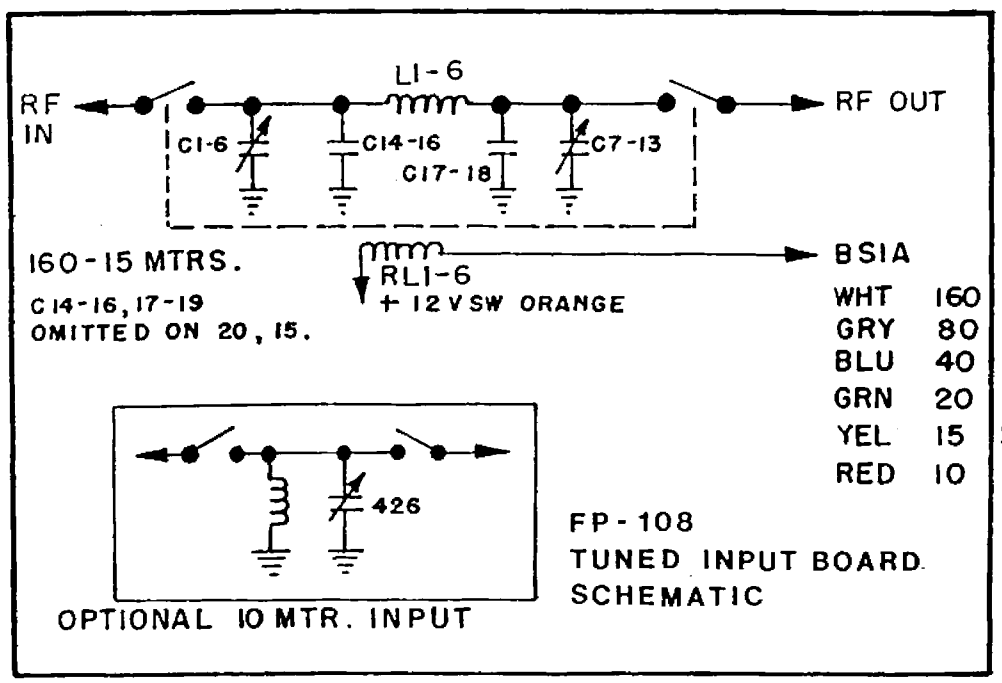 L1-6
RF
IN
RF OUT
C1-6
C14-16
C17-18
C7-13
160-15 MTRS.
C14-16, 17-19
OMITTED ON 20, 15.
RL1-6
+ 12 V SW ORANGE
BS1A
WHT 160
GRY 80
BLU 40
GRN 20
YEL 15
RED 10
426
OPTIONAL 10 MTR. INPUT
FP-108
TUNED INPUT BOARD.
SCHEMATIC